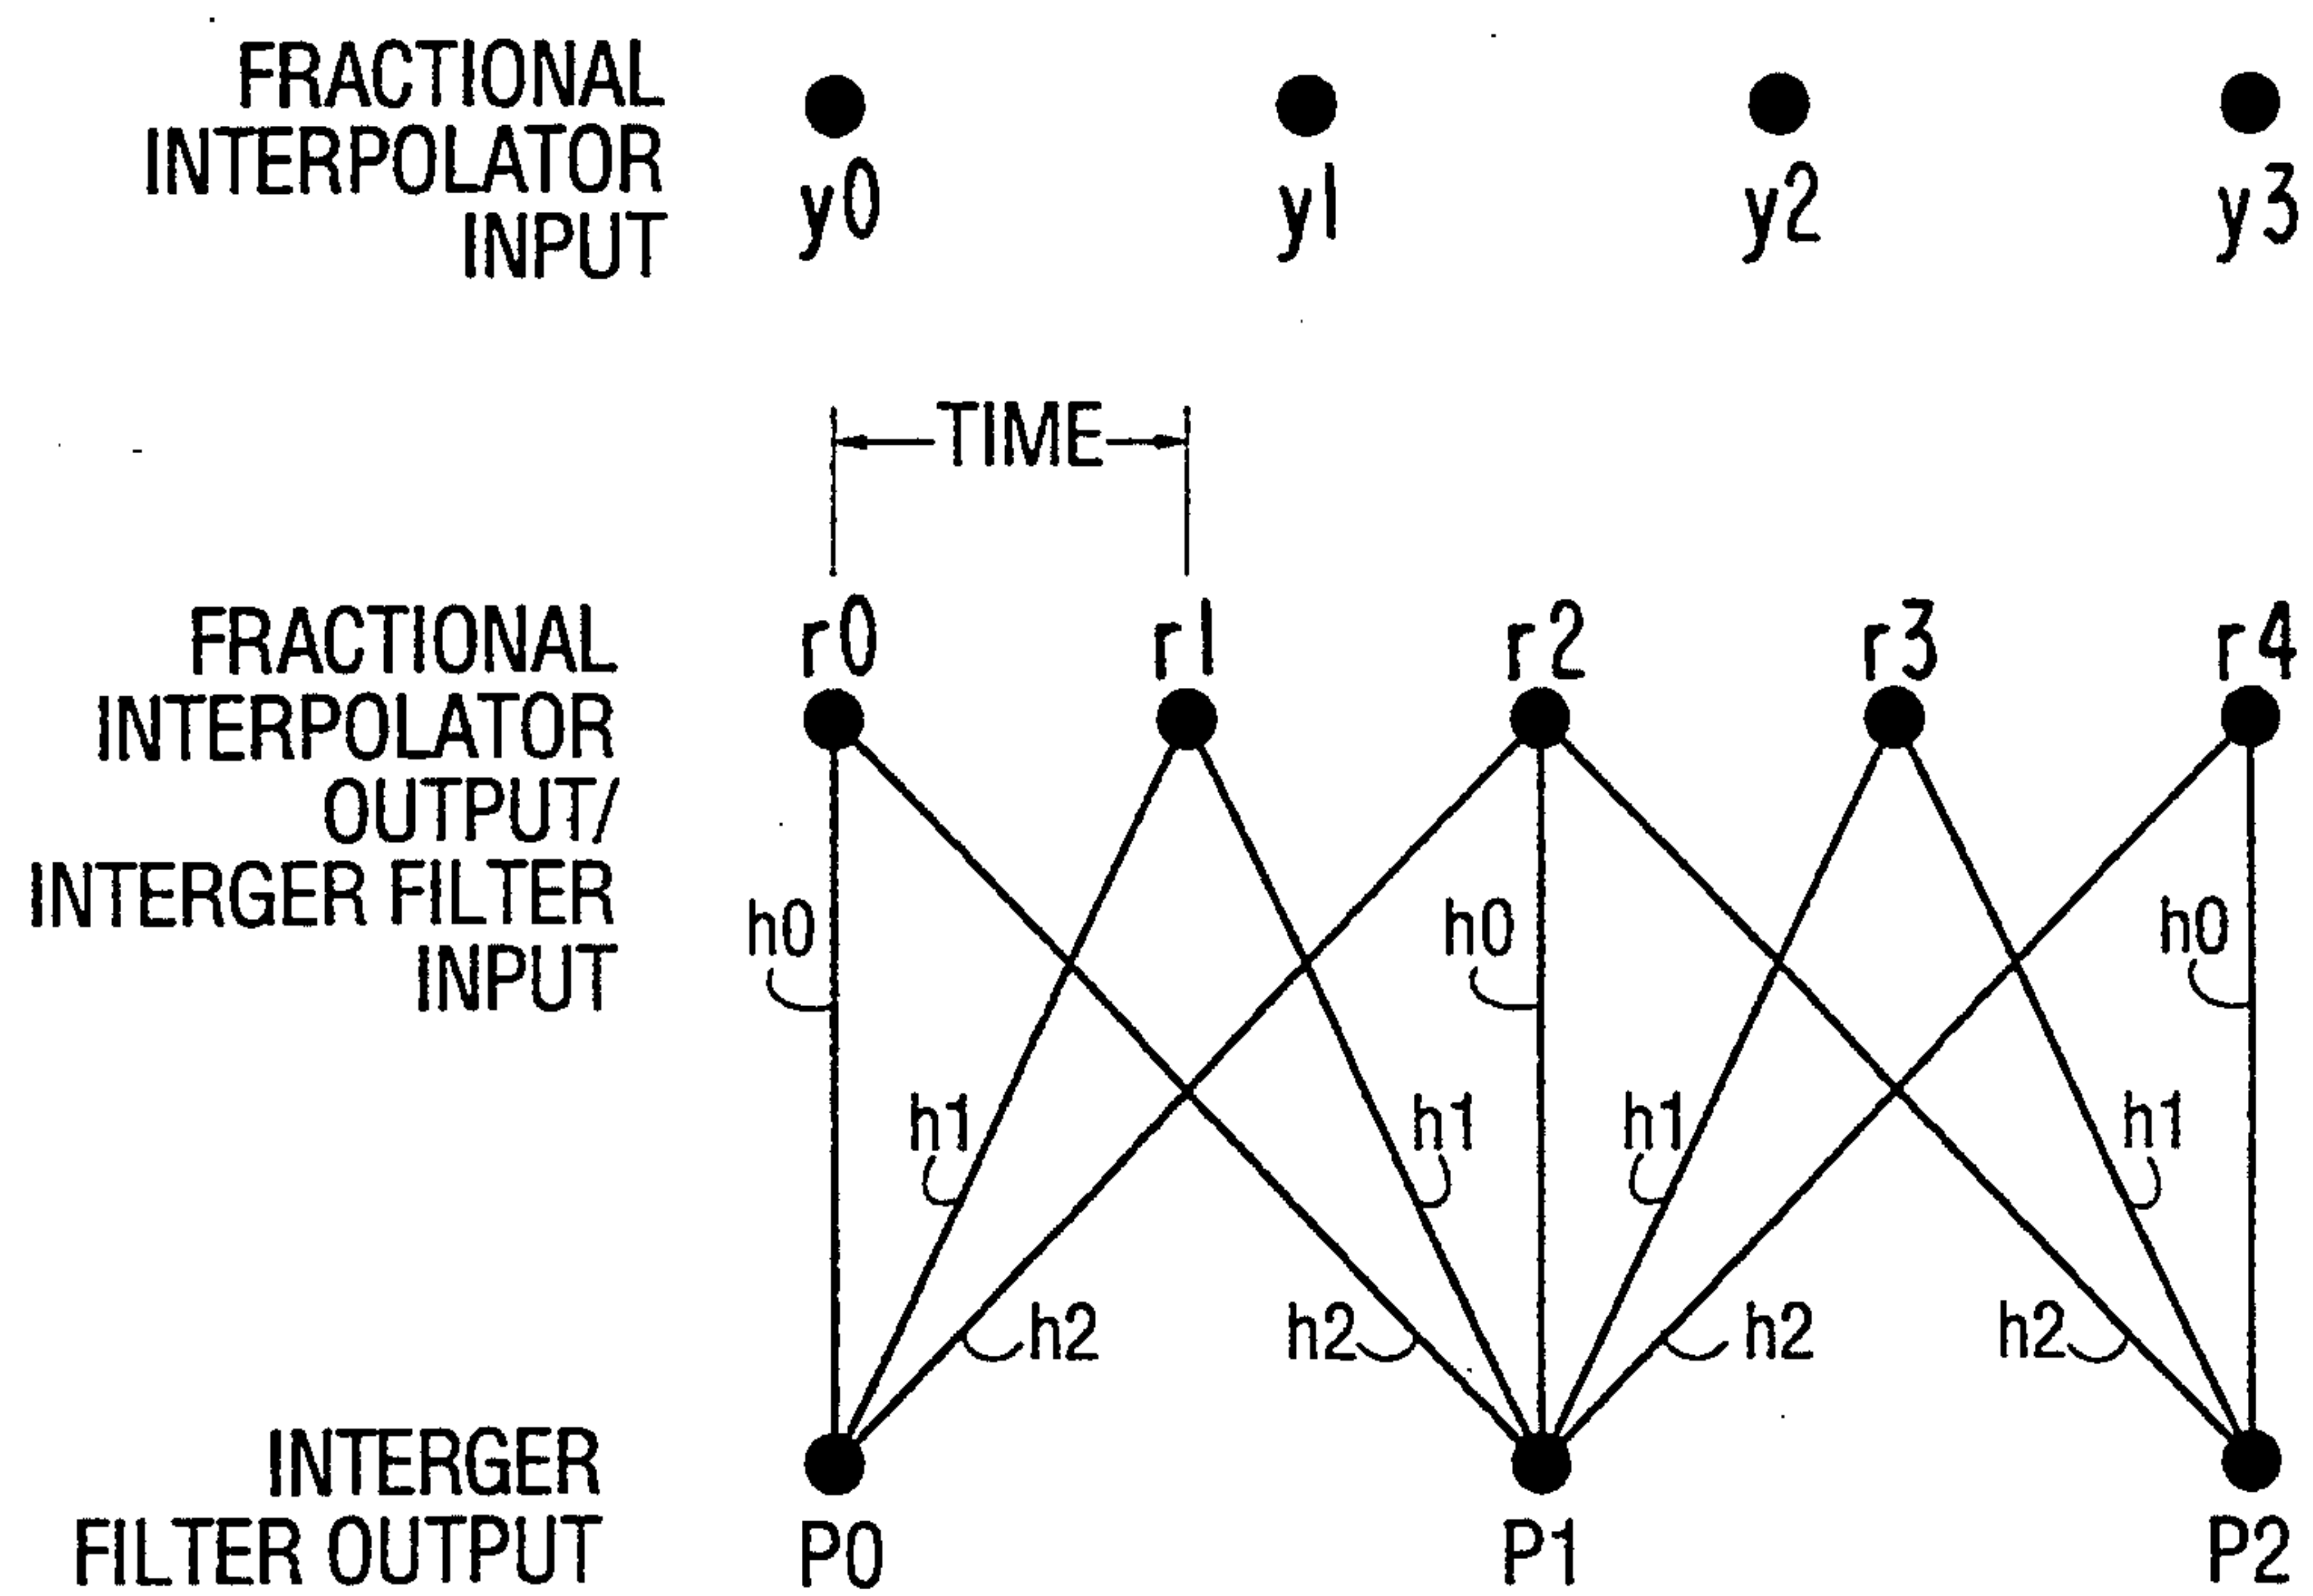 FRACTIONAL
INTERPOLATOR
INPUT
y0 y1 y2 y3
TIME
FRACTIONAL
INTERPOLATOR
OUTPUT/
INTERGER FILTER
INPUT
r0 r1 r2 r3 r4
h0 h0 h0
h1 h1 h1 h1
h2 h2 h2 h2
INTERGER
FILTER OUTPUT
P0 P1 P2